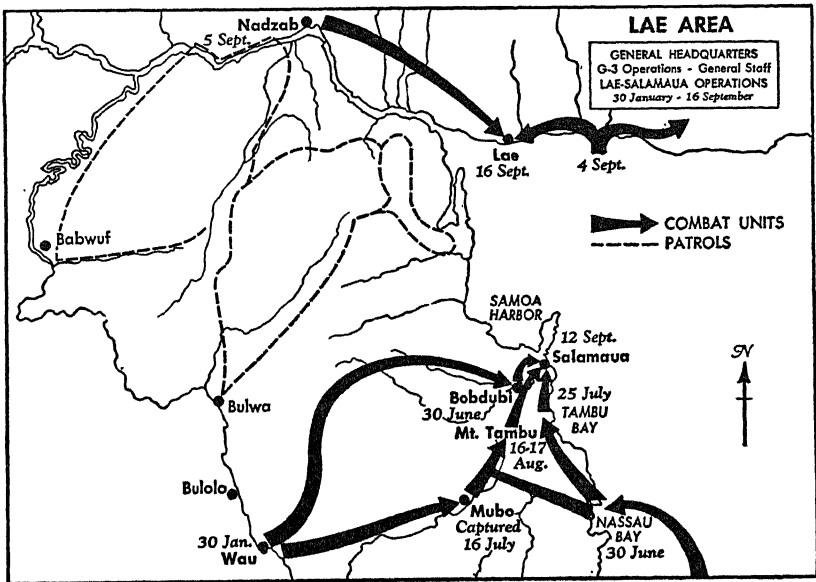 LAE AREA
GENERAL HEADQUARTERS
G-3 Operations - General Staff
LAE-SALAMAUA OPERATIONS
30 January - 16 September
Nadzab
5 Sept.
Lae
16 Sept.
4 Sept.
COMBAT UNITS
PATROLS
Babwuf
SAMOA
HARBOR
12 Sept.
Salamaua
N
Bobdubi
30 June
25 July
TAMBU
BAY
Bulwa
Mt. Tambu
16-17
Aug.
Bulolo
Mubo
Captured
16 July
30 Jan.
Wau
NASSAU
BAY
30 June